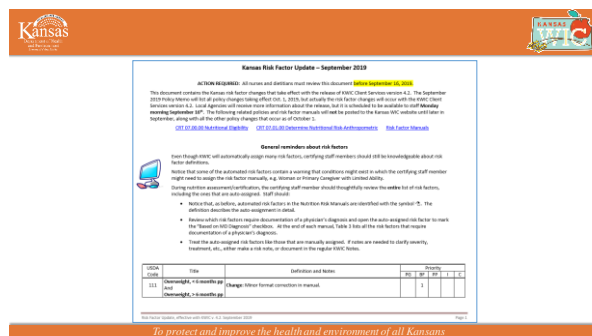 Kansas
WIC
Kansas Risk Factor Update – September 2019
ACTION REQUIRED: All nurses and dietitians must review this document before September 16, 2019.
This document contains the Kansas risk factor changes that take effect with the release of KWIC Client Services version 4.2. The September
2019 Policy Memo will list all policy changes taking effect Oct. 1, 2019, but actually the risk factor changes will occur with the KWIC Client
Services version 4.2. Local Agencies will receive more information about the release, but it is scheduled to be available to staff Monday
morning September 16th. The following related policies and risk factor manuals will not be posted to the Kansas WIC website until later in
September, along with all the other policy changes that occur as of October 1.
CRT 07.00.00 Nutritional Eligibility CRT 07.01.00 Determine Nutritional Risk-Anthropometric Risk Factor Manuals
General reminders about risk factors
Even though KWIC will automatically assign many risk factors, certifying staff members should still be knowledgeable about risk
factor definitions.
Notice that some of the automated risk factors contain a warning that conditions might exist in which the certifying staff member
might need to assign the risk factor manually, e.g. Woman or Primary Caregiver with Limited Ability.
During nutrition assessment/certification, the certifying staff member should thoughtfully review the entire list of risk factors,
including the ones that are auto-assigned. Staff should:
• Notice that, as before, automated risk factors in the Nutrition Risk Manuals are identified with the symbol. The
definition describes the auto-assignment in detail.
• Review which risk factors require documentation of a physician's diagnosis and open the auto-assigned risk factor to mark
the "Based on MD Diagnosis" checkbox. At the end of each manual, Table 3 lists all the risk factors that require
documentation of a physician's diagnosis.
• Treat the auto-assigned risk factors like those that are manually assigned. If notes are needed to clarify severity,
treatment, etc., either make a risk note, or document in the regular KWIC Notes.
USDA Code Title Definition and Notes Priority
PG BF PP I C
111 Overweight, < 6 months pp
And
Overweight, > 6 months pp Change: Minor format correction in manual. 1
Risk Factor Update, effective with KWIC v. 4.2 September 2019 Page 1
To protect and improve the health and environment of all Kansans